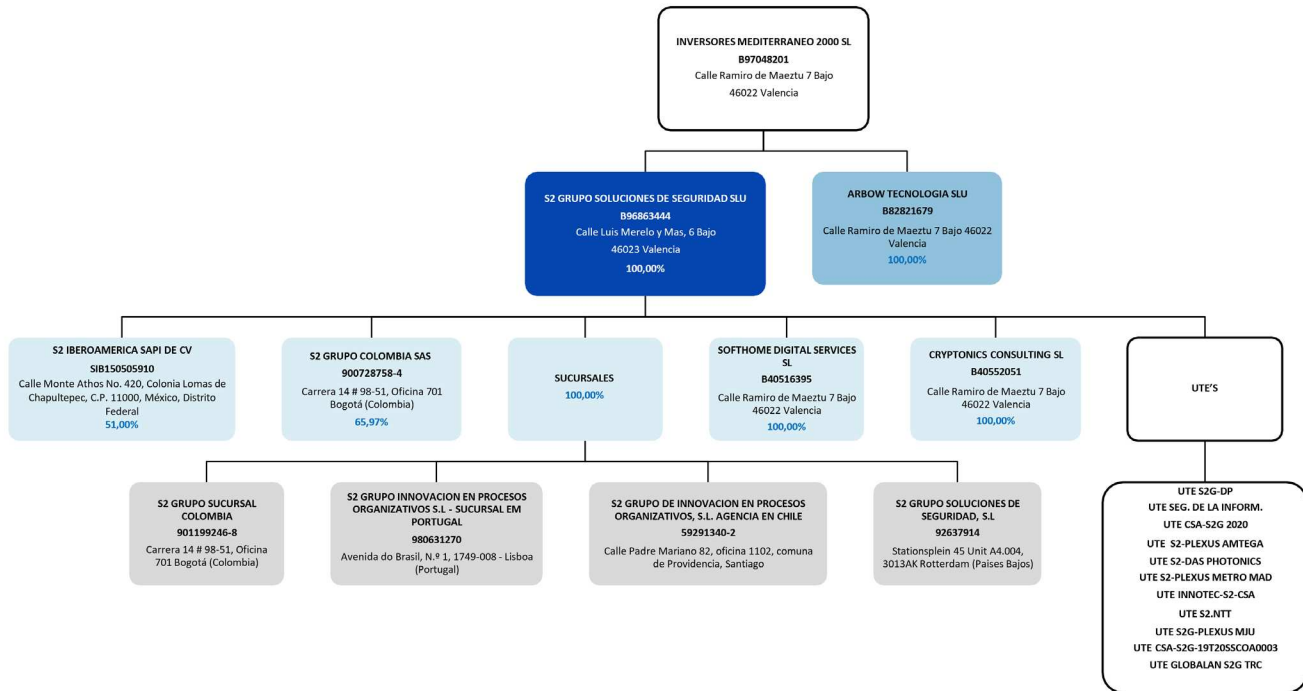 INVERSORES MEDITERRANEO 2000 SL
B97048201
Calle Ramiro de Maeztu 7 Bajo
46022 Valencia
S2 GRUPO SOLUCIONES DE SEGURIDAD SLU
B96863444
Calle Luis Merelo y Mas, 6 Bajo
46023 Valencia
100,00%
ARBOW TECNOLOGIA SLU
B82821679
Calle Ramiro de Maeztu 7 Bajo 46022
Valencia
100,00%
S2 IBEROAMERICA SAPI DE CV
SIB150505910
Calle Monte Athos No. 420, Colonia Lomas de
Chapultepec, C.P. 11000, México, Distrito
Federal
51,00%
S2 GRUPO COLOMBIA SAS
900728758-4
Carrera 14 # 98-51, Oficina 701
Bogotá (Colombia)
65,97%
SUCURSALES
100,00%
SOFTHOME DIGITAL SERVICES
SL
B40516395
Calle Ramiro de Maeztu 7 Bajo
46022 Valencia
100,00%
CRYPTONICS CONSULTING SL
B40552051
Calle Ramiro de Maeztu 7 Bajo
46022 Valencia
100,00%
UTE'S
S2 GRUPO SUCURSAL
COLOMBIA
901199246-8
Carrera 14 # 98-51, Oficina
701 Bogotá (Colombia)
S2 GRUPO INNOVACION EN PROCESOS
ORGANIZATIVOS S.L - SUCURSAL EM
PORTUGAL
980631270
Avenida do Brasil, N.º 1, 1749-008 - Lisboa
(Portugal)
S2 GRUPO DE INNOVACION EN PROCESOS
ORGANIZATIVOS, S.L. AGENCIA EN CHILE
59291340-2
Calle Padre Mariano 82, oficina 1102, comuna
de Providencia, Santiago
S2 GRUPO SOLUCIONES DE
SEGURIDAD, S.L
92637914
Stationsplein 45 Unit A4.004,
3013AK Rotterdam (Paises Bajos)
UTE S2G-DP
UTE SEG. DE LA INFORM.
UTE CSA-S2G 2020
UTE S2-PLEXUS AMTEGA
UTE S2-DAS PHOTONICS
UTE S2-PLEXUS METRO MAD
UTE INNOTEC-S2-CSA
UTE S2.NTT
UTE S2G-PLEXUS MJU
UTE CSA-S2G-19T20SSCOA0003
UTE GLOBALAN S2G TRC